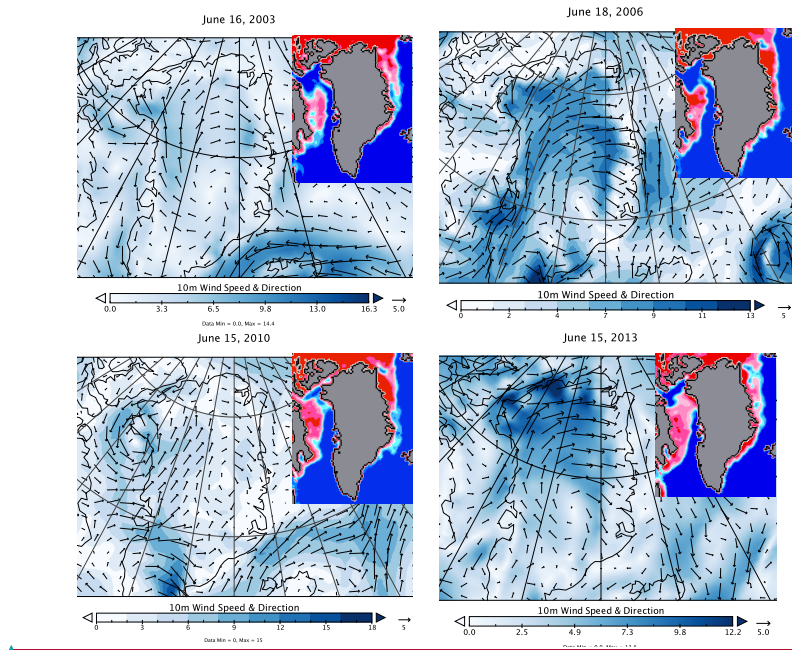 June 16, 2003
10m Wind Speed & Direction
0.0 3.3 6.5 9.8 13.0 16.3 5.0
Data Min = 0.0, Max = 14.4
June 18, 2006
10m Wind Speed & Direction
0 2 4 7 9 11 13 5
June 15, 2010
10m Wind Speed & Direction
0 3 6 9 12 15 18 5
Data Min = 0, Max = 15
June 15, 2013
10m Wind Speed & Direction
0.0 2.5 4.9 7.3 9.8 12.2 5.0